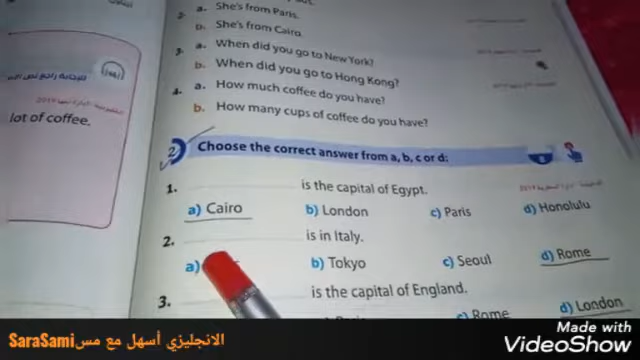 2. a. She's from Paris.
b. She's from Cairo.
3. a. When did you go to New York?
b. When did you go to Hong Kong?
4. a. How much coffee do you have?
b. How many cups of coffee do you have?
lot of coffee.
2 Choose the correct answer from a, b, c or d:
1. is the capital of Egypt.
a) Cairo b) London c) Paris d) Honolulu
2. is in Italy.
a) b) Tokyo c) Seoul d) Rome
3. is the capital of England.
c) Rome d) London
الانجليزي أسهل مع مس SaraSami
Made with
VideoShow